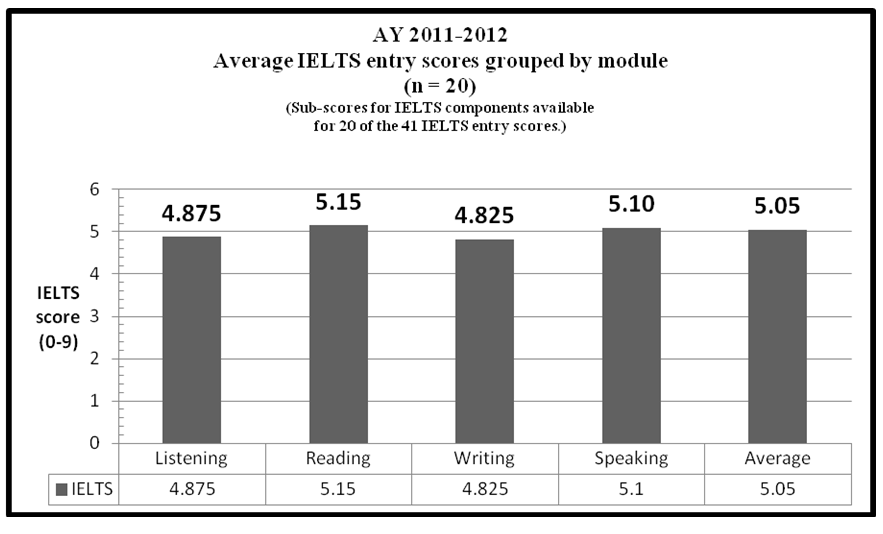 AY 2011-2012
Average IELTS entry scores grouped by module
(n = 20)
(Sub-scores for IELTS components available
for 20 of the 41 IELTS entry scores.)
IELTS
score
(0-9)
6
5
4
3
2
1
0
4.875
5.15
4.825
5.10
5.05
Listening Reading Writing Speaking Average
IELTS 4.875 5.15 4.825 5.1 5.05